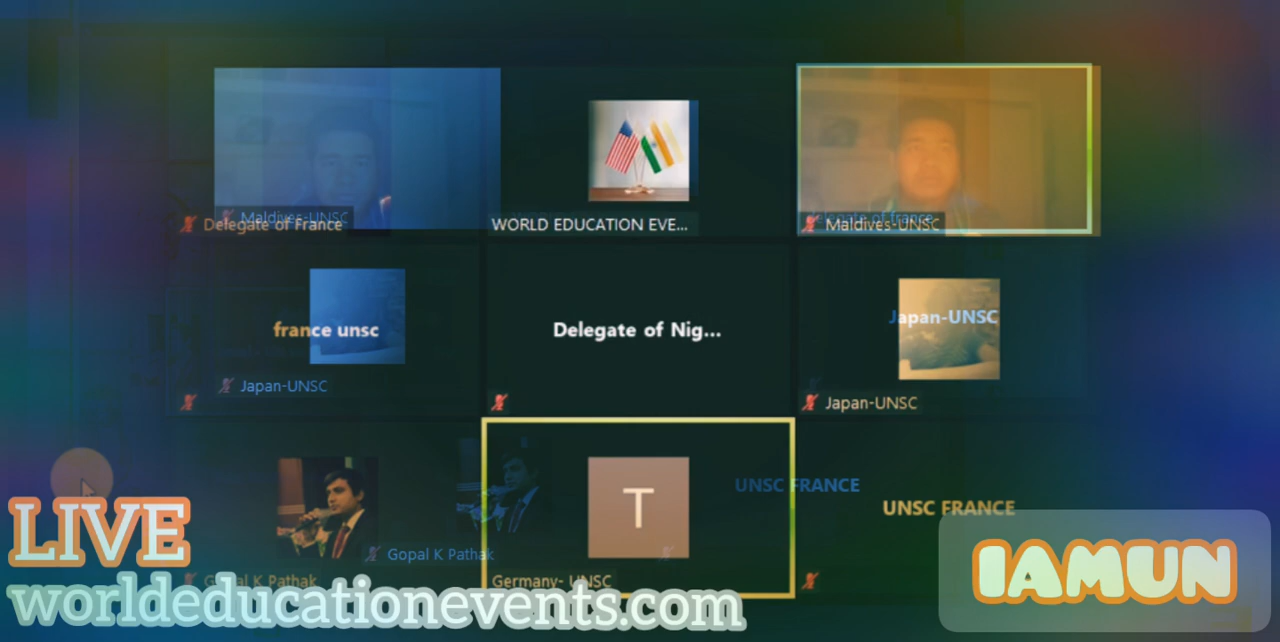 Maldives-UNSC
Delegate of France
WORLD EDUCATION EVE...
delegate of france
Maldives-UNSC
france unsc
Japan-UNSC
Delegate of Nig...
Japan-UNSC
Japan-UNSC
Gopal K Pathak
Gopal K Pathak
T
Germany- UNSC
UNSC FRANCE
UNSC FRANCE
LIVE
worldeducationevents.com
IAMUN